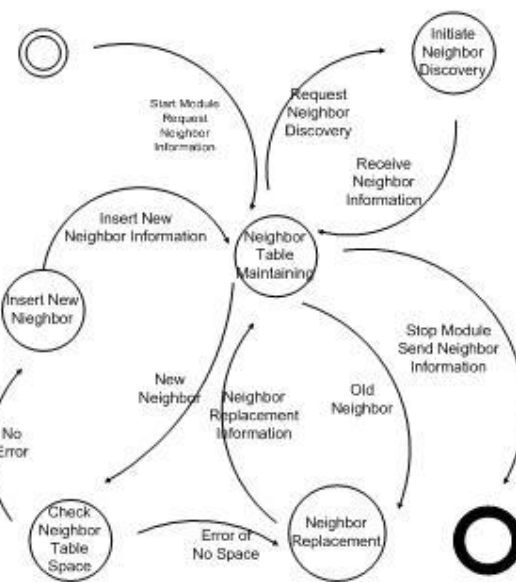 Initiate
Neighbor
Discovery
Start Module
Request
Neighbor
Information
Request
Neighbor
Discovery
Receive
Neighbor
Information
Insert New
Neighbor Information
Neighbor
Table
Maintaining
Insert New
Nieghbor
Stop Module
Send Neighbor
Information
New
Neighbor
Neighbor
Replacement
Information
Old
Neighbor
No
Error
Check
Neighbor
Table
Space
Error of
No Space
Neighbor
Replacement